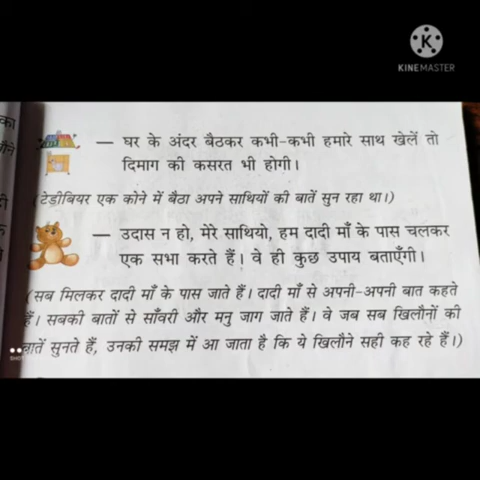 KINEMASTER
का
— घर के अंदर बैठकर कभी-कभी हमारे साथ खेलें तो
दिमाग की कसरत भी होगी।
(टेडीबियर एक कोने में बैठा अपने साथियों की बातें सुन रहा था।)
— उदास न हो, मेरे साथियो, हम दादी माँ के पास चलकर
एक सभा करते हैं। वे ही कुछ उपाय बताएँगी।
(सब मिलकर दादी माँ के पास जाते हैं। दादी माँ से अपनी-अपनी बात कहते
हैं। सबकी बातों से साँवरी और मनु जाग जाते हैं। वे जब सब खिलौनों की
बातें सुनते हैं, उनकी समझ में आ जाता है कि ये खिलौने सही कह रहे हैं।)